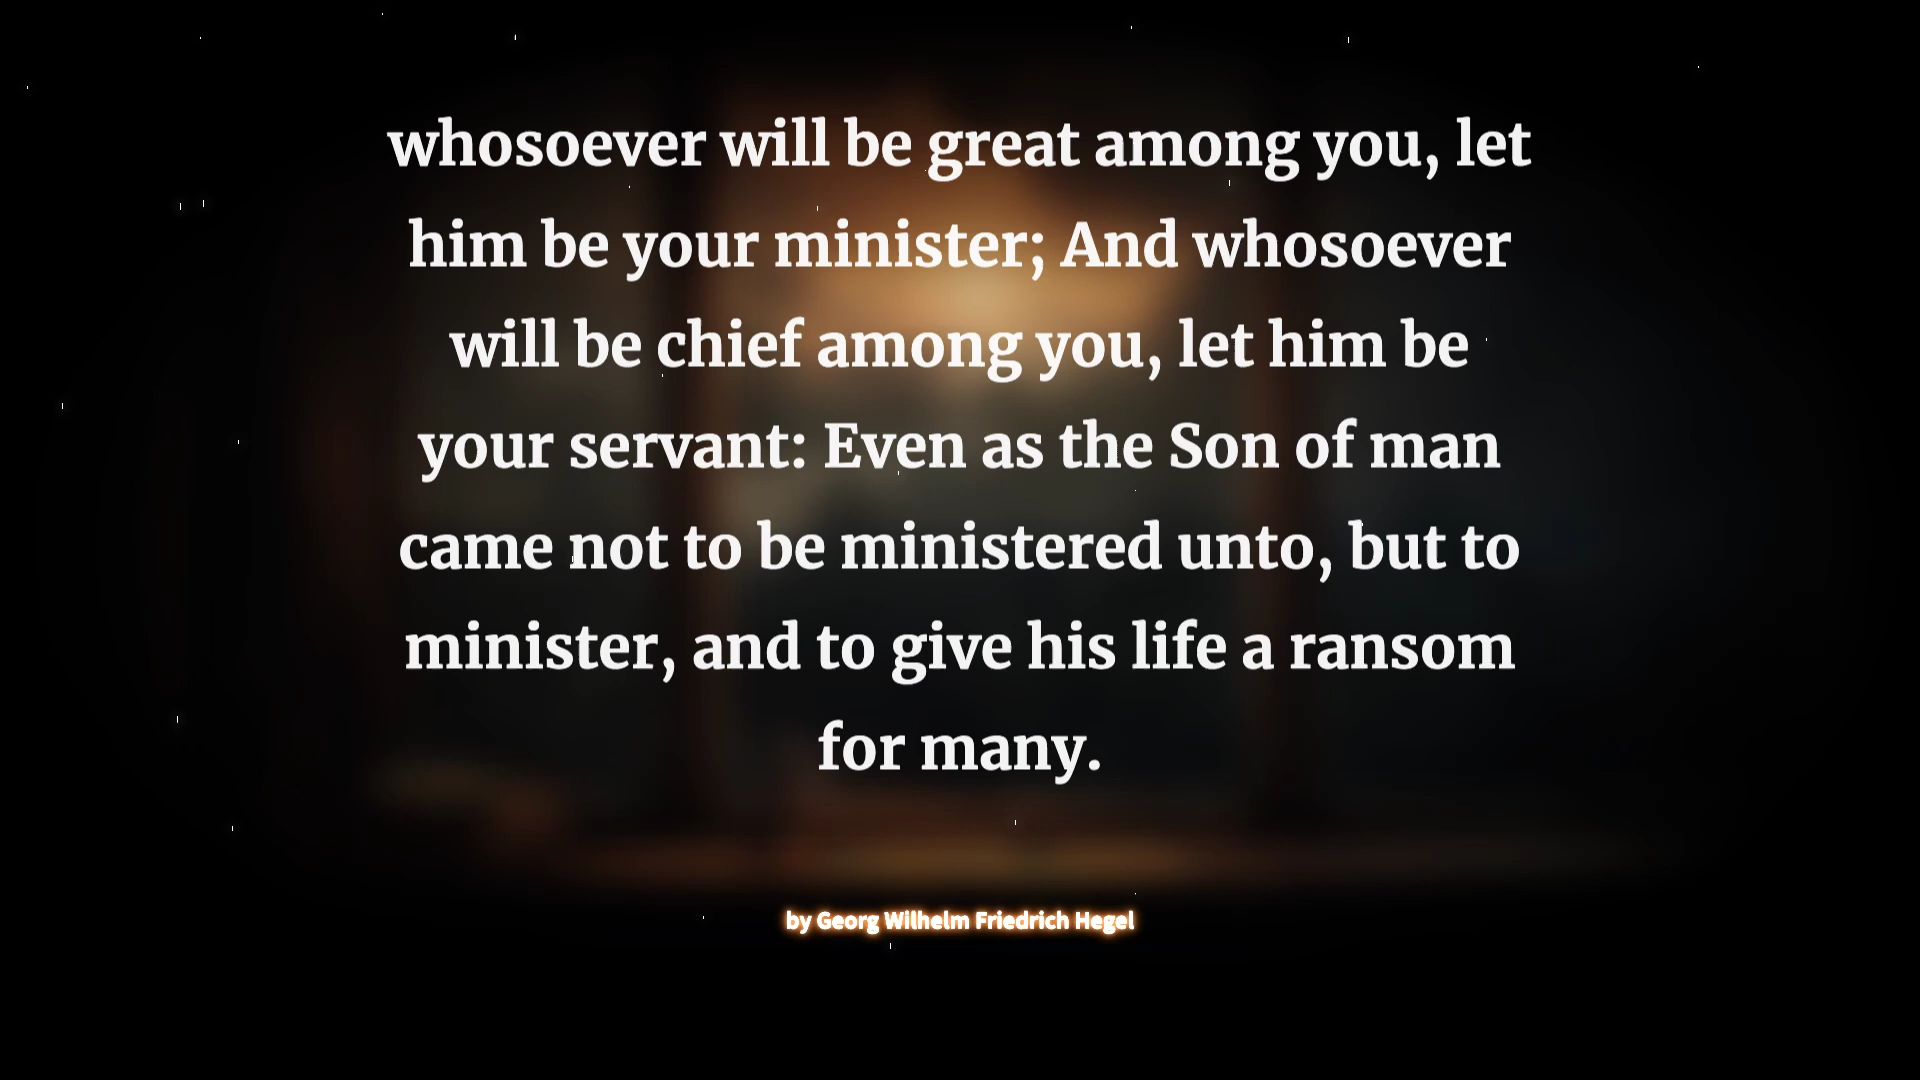 whosoever will be great among you, let
him be your minister; And whosoever
will be chief among you, let him be
your servant: Even as the Son of man
came not to be ministered unto, but to
minister, and to give his life a ransom
for many.
by Georg Wilhelm Friedrich Hegel